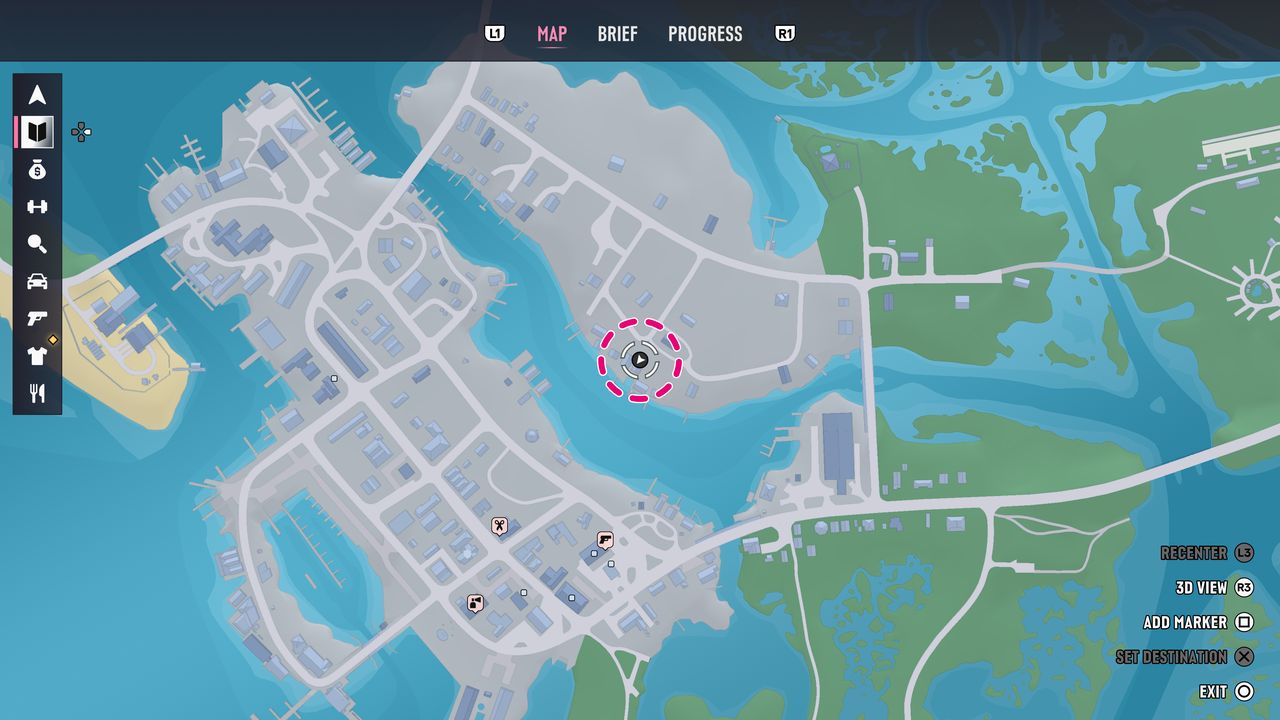 L1 MAP BRIEF PROGRESS R1
$
RECENTER L3
3D VIEW R3
ADD MARKER
SET DESTINATION
EXIT